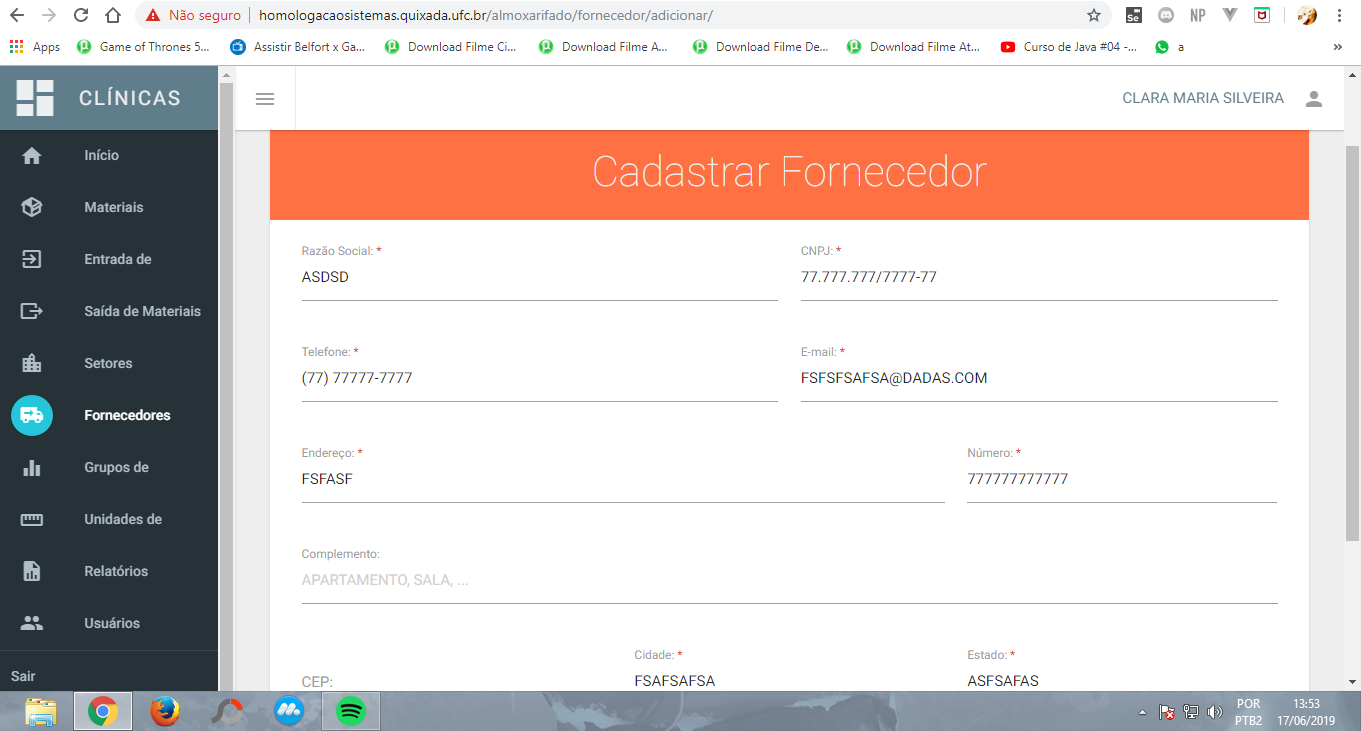 Não seguro | homologacaosistemas.quixada.ufc.br/almoxarifado/fornecedor/adicionar/
Se NP
Apps Game of Thrones 5... Assistir Belfort x Ga... Download Filme Ci... Download Filme A... Download Filme De... Download Filme At... Curso de Java #04 -... a »
CLÍNICAS
CLARA MARIA SILVEIRA
Início
Materiais
Entrada de
Saída de Materiais
Setores
Fornecedores
Grupos de
Unidades de
Relatórios
Usuários
Sair
Cadastrar Fornecedor
Razão Social: * CNPJ: *
ASDSD 77.777.777/7777-77
Telefone: * E-mail: *
(77) 77777-7777 FSFSFSAFSA@DADAS.COM
Endereço: * Número: *
FSFASF 777777777777
Complemento:
APARTAMENTO, SALA, ...
Cidade: * Estado: *
CEP: FSAFSAFSA ASFSAFAS
POR 13:53
PTB2 17/06/2019